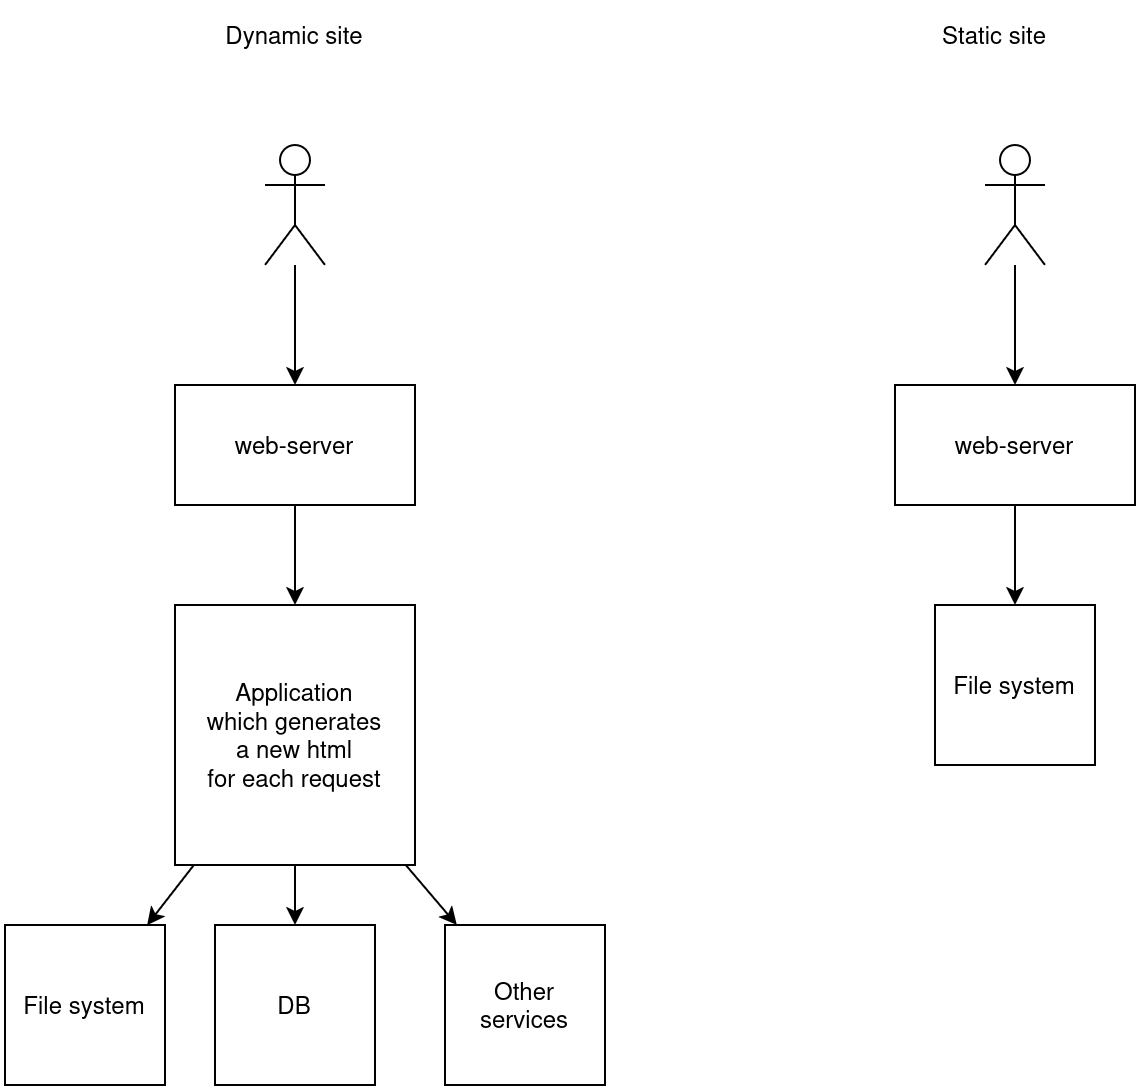 Dynamic site
Static site
web-server
web-server
Application
which generates
a new html
for each request
File system
File system
DB
Other
services